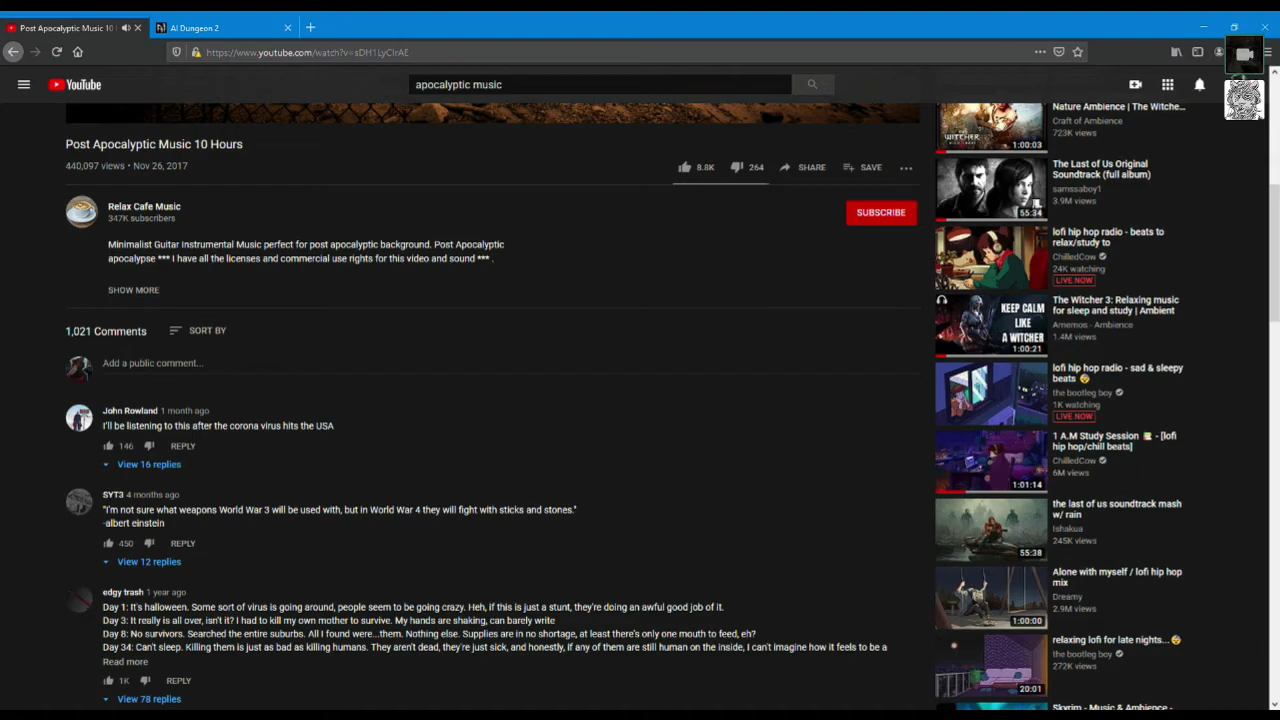 Post Apocalyptic Music 10
AI Dungeon 2
https://www.youtube.com/watch?v=sDH1LyCIrAE
YouTube
apocalyptic music
Post Apocalyptic Music 10 Hours
440,097 views • Nov 26, 2017
8.8K
264
SHARE
SAVE
Relax Cafe Music
347K subscribers
SUBSCRIBE
Minimalist Guitar Instrumental Music perfect for post apocalyptic background. Post Apocalyptic
apocalypse *** I have all the licenses and commercial use rights for this video and sound *** .
SHOW MORE
1,021 Comments
SORT BY
Add a public comment...
John Rowland 1 month ago
I'll be listening to this after the corona virus hits the USA
146 REPLY
View 16 replies
SYT3 4 months ago
"I'm not sure what weapons World War 3 will be used with, but in World War 4 they will fight with sticks and stones."
-albert einstein
450 REPLY
View 12 replies
edgy trash 1 year ago
Day 1: It's halloween. Some sort of virus is going around, people seem to be going crazy. Heh, if this is just a stunt, they're doing an awful good job of it.
Day 3: It really is all over, isn't it? I had to kill my own mother to survive. My hands are shaking, can barely write
Day 8: No survivors. Searched the entire suburbs. All I found were...them. Nothing else. Supplies are in no shortage, at least there's only one mouth to feed, eh?
Day 34: Can't sleep. Killing them is just as bad as killing humans. They aren't dead, they're just sick, and honestly, if any of them are still human on the inside, I can't imagine how it feels to be a
Read more
1K REPLY
View 78 replies
Nature Ambience | The Witche...
Craft of Ambience
723K views
THE WITCHER
1:00:03
The Last of Us Original
Soundtrack (full album)
samssaboy1
3.9M views
55:34
lofi hip hop radio - beats to
relax/study to
ChilledCow
24K watching
LIVE NOW
The Witcher 3: Relaxing music
for sleep and study | Ambient
Amemos - Ambience
1.4M views
KEEP CALM
LIKE
A WITCHER
1:00:21
lofi hip hop radio - sad & sleepy
beats 😴
the bootleg boy
1K watching
LIVE NOW
1 A.M Study Session 📚 - [lofi
hip hop/chill beats]
ChilledCow
6M views
1:01:14
the last of us soundtrack mash
w/ rain
Ishakua
245K views
55:38
Alone with myself / lofi hip hop
mix
Dreamy
2.9M views
1:00:00
relaxing lofi for late nights...😴
the bootleg boy
272K views
20:01
Skyrim - Music & Ambience -